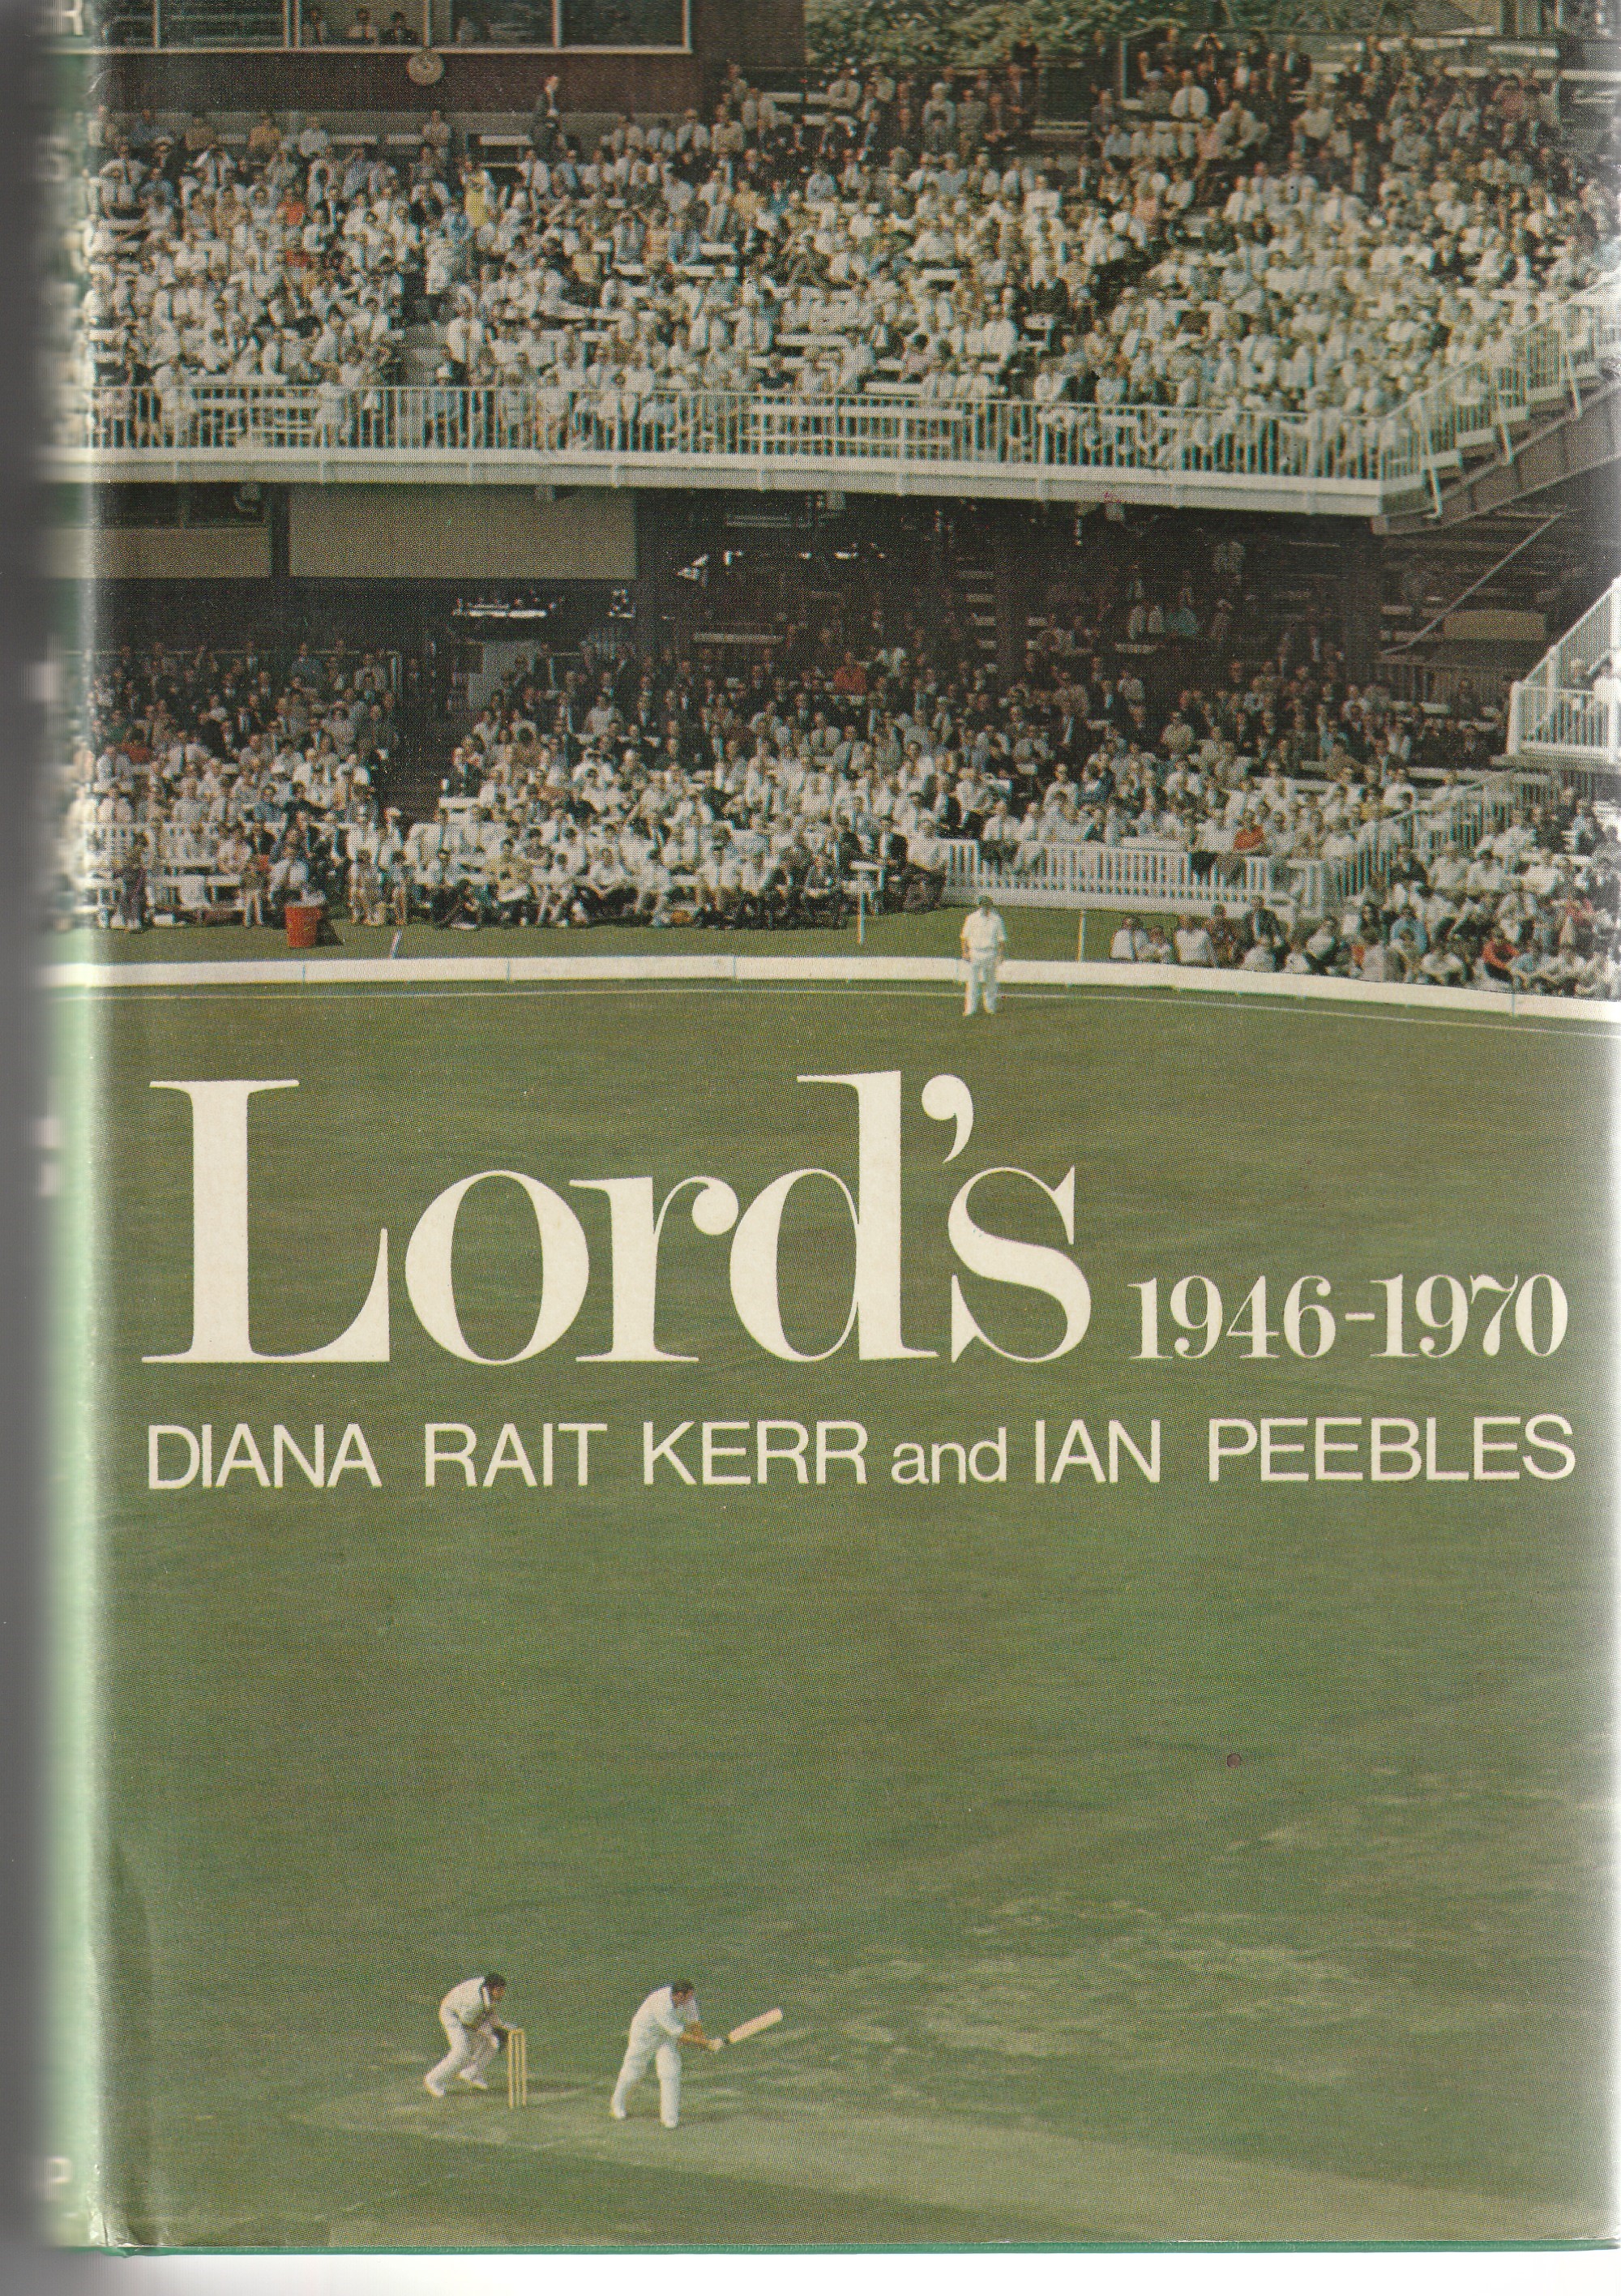 Lord's 1946-1970
DIANA RAIT KERR and IAN PEEBLES